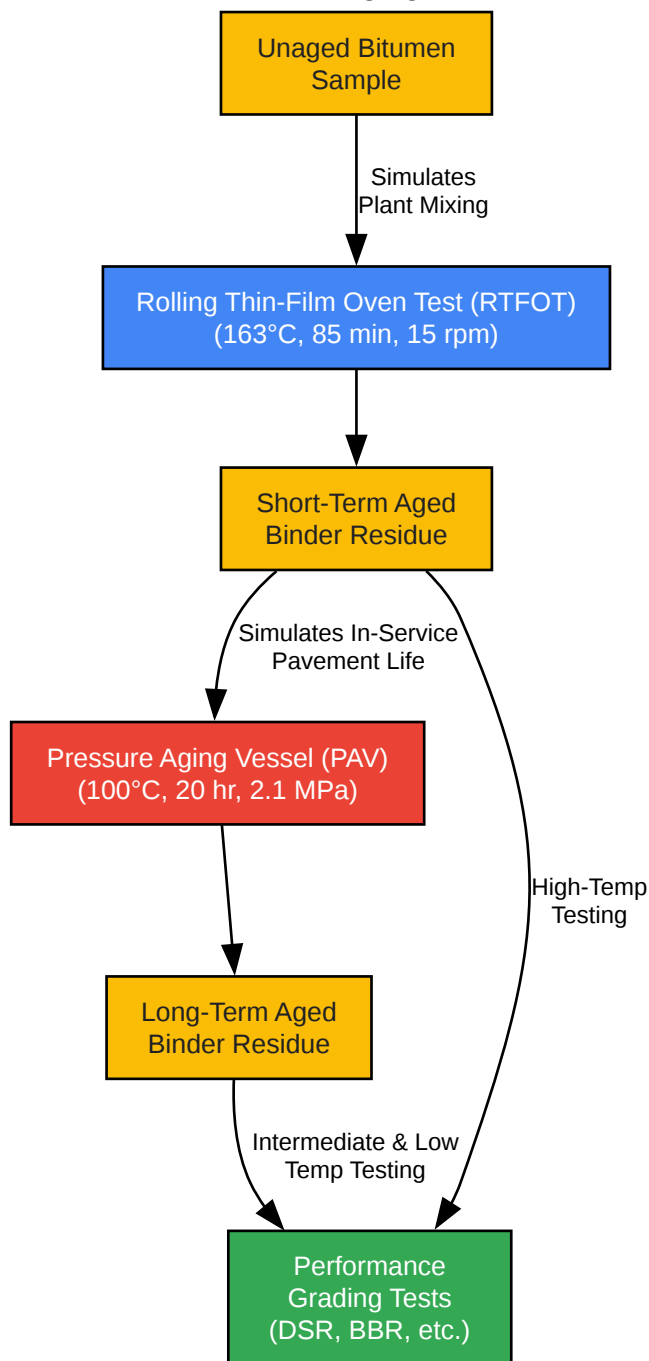 Unaged Bitumen
Sample
Simulates
Plant Mixing
Rolling Thin-Film Oven Test (RTFOT)
(163°C, 85 min, 15 rpm)
Short-Term Aged
Binder Residue
Simulates In-Service
Pavement Life
Pressure Aging Vessel (PAV)
(100°C, 20 hr, 2.1 MPa)
High-Temp
Testing
Long-Term Aged
Binder Residue
Intermediate & Low
Temp Testing
Performance
Grading Tests
(DSR, BBR, etc.)